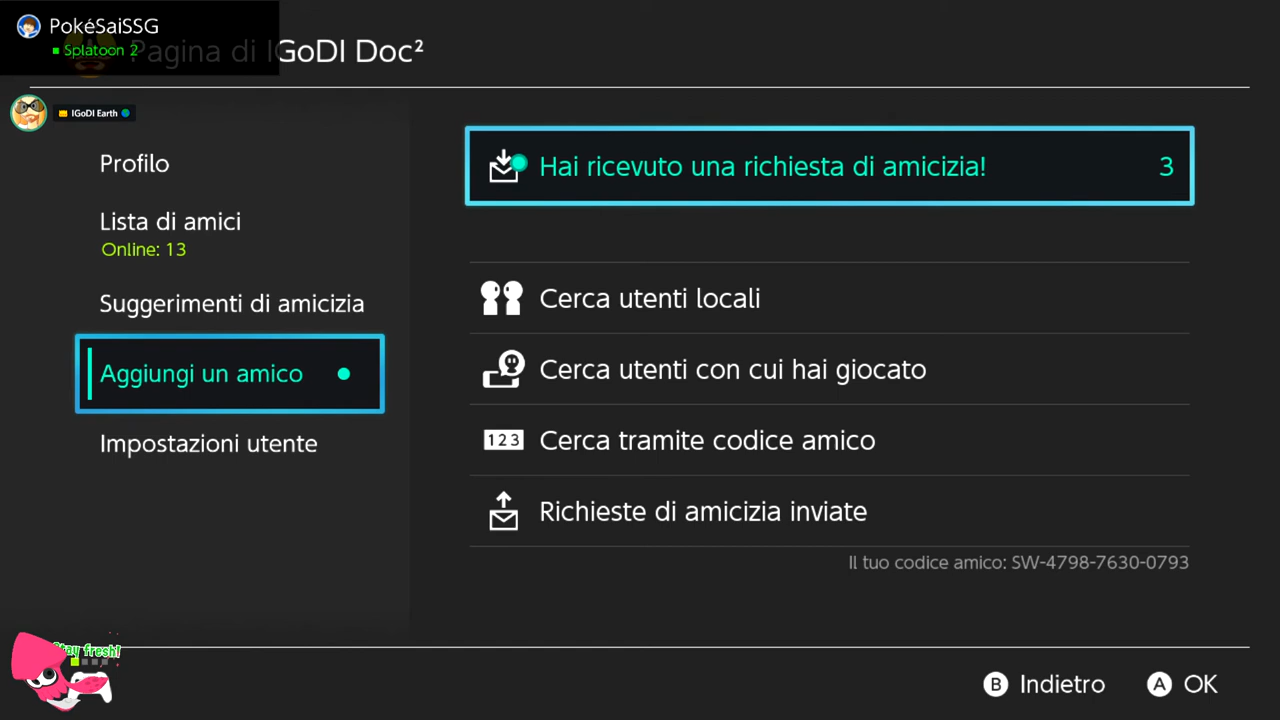 PokéSaiSSG
Splatoon 2
Pagina di IGoDI Doc²
IGoDI Earth
Profilo
Lista di amici
Online: 13
Suggerimenti di amicizia
Aggiungi un amico
Impostazioni utente
Hai ricevuto una richiesta di amicizia! 3
Cerca utenti locali
Cerca utenti con cui hai giocato
123 Cerca tramite codice amico
Richieste di amicizia inviate
Il tuo codice amico: SW-4798-7630-0793
Stay fresh!
B Indietro A OK